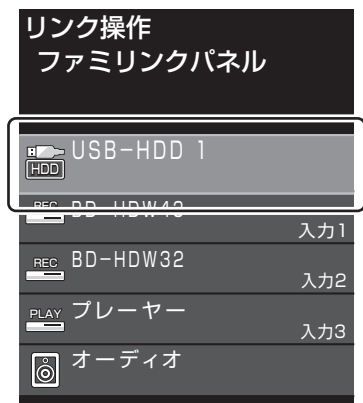 リンク操作
ファミリンクパネル
USB-HDD 1
HDD
REC BD-HDW43
入力1
REC BD-HDW32
入力2
PLAY プレーヤー
入力3
オーディオ